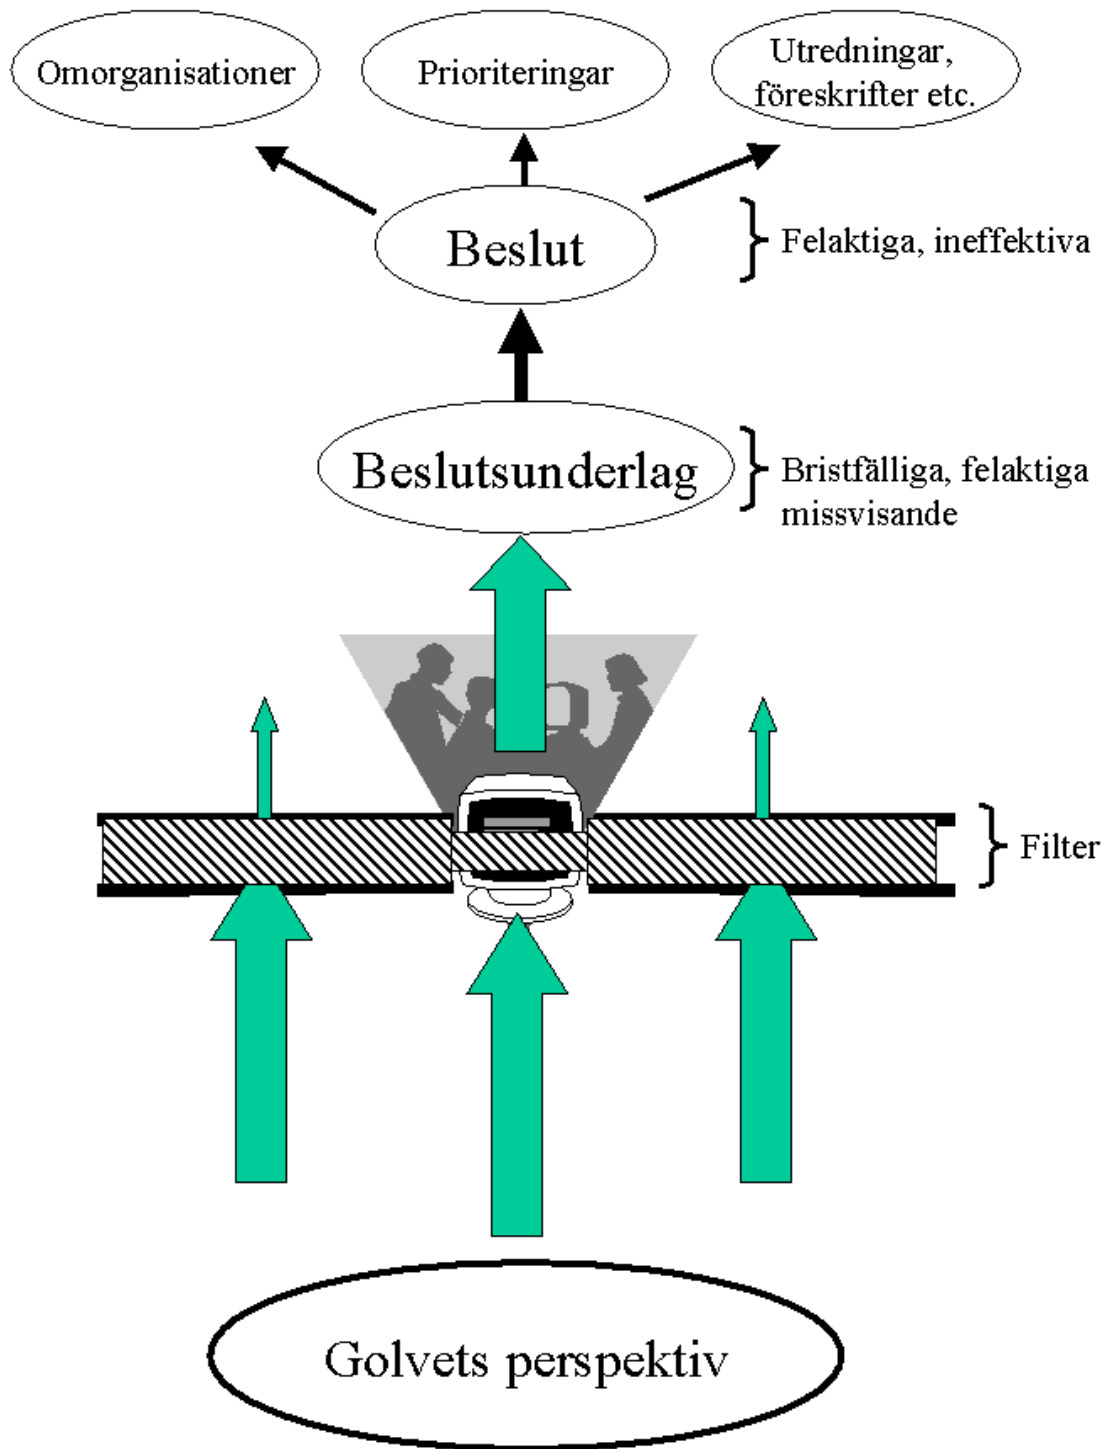 Omorganisationer
Prioriteringar
Utredningar,
föreskrifter etc.
Beslut
Felaktiga, ineffektiva
Beslutsunderlag
Bristfälliga, felaktiga
missvisande
Filter
Golvets perspektiv